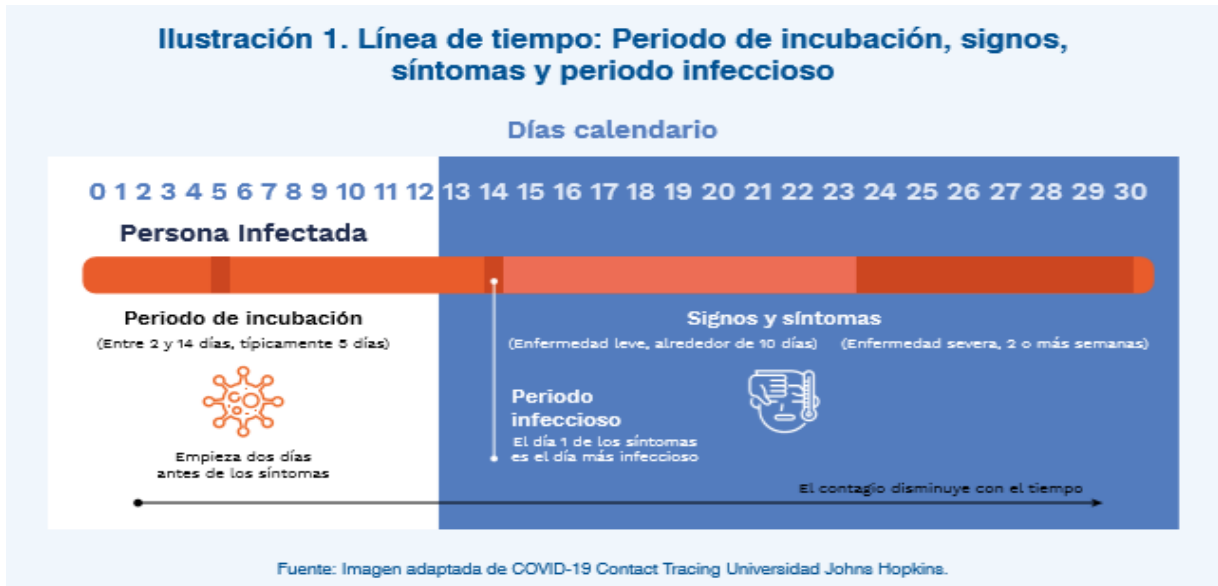 Ilustración 1. Línea de tiempo: Periodo de incubación, signos,
síntomas y periodo infeccioso
Días calendario
0 1 2 3 4 5 6 7 8 9 10 11 12 13 14 15 16 17 18 19 20 21 22 23 24 25 26 27 28 29 30
Persona Infectada
Periodo de incubación
(Entre 2 y 14 días, típicamente 5 días)
Empieza dos días
antes de los síntomas
Signos y síntomas
(Enfermedad leve, alrededor de 10 días) (Enfermedad severa, 2 o más semanas)
Periodo
infeccioso
El día 1 de los síntomas
es el día más infeccioso
El contagio disminuye con el tiempo
Fuente: Imagen adaptada de COVID-19 Contact Tracing Universidad Johns Hopkins.